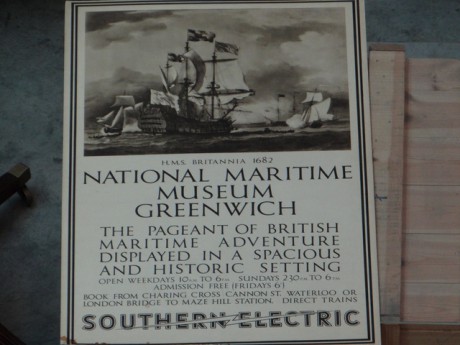 H.M.S. BRITANNIA 1682
NATIONAL MARITIME
MUSEUM
GREENWICH
THE PAGEANT OF BRITISH
MARITIME ADVENTURE
DISPLAYED IN A SPACIOUS
AND HISTORIC SETTING
OPEN WEEKDAYS 10AM TO 6PM SUNDAYS 2.30PM TO 6PM
ADMISSION FREE (FRIDAYS 6D)
BOOK FROM CHARING CROSS CANNON ST. WATERLOO OR
LONDON BRIDGE TO MAZE HILL STATION. DIRECT TRAINS
SOUTHERN ELECTRIC